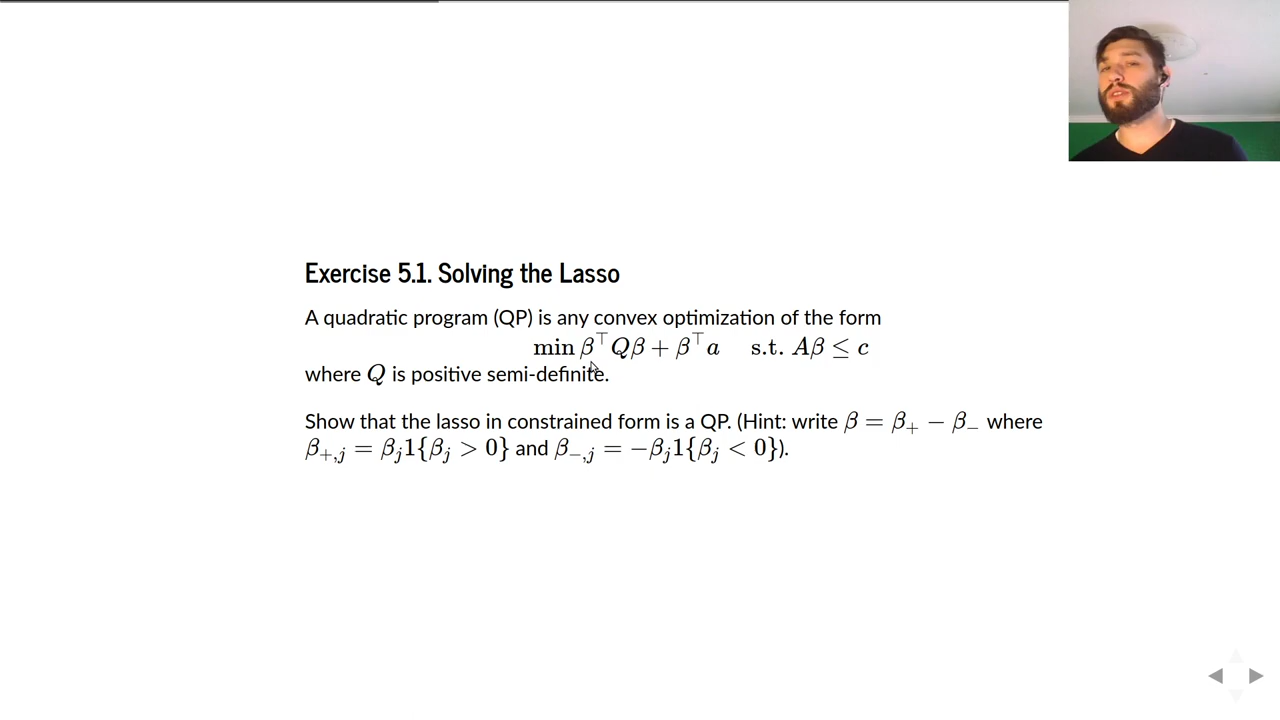 Exercise 5.1. Solving the Lasso
A quadratic program (QP) is any convex optimization of the form
min β⊤Qβ + β⊤a s.t. Aβ ≤ c
where Q is positive semi-definite.
Show that the lasso in constrained form is a QP. (Hint: write β = β₊ − β₋ where
β₊,ⱼ = βⱼ1{βⱼ > 0} and β₋,ⱼ = −βⱼ1{βⱼ < 0}).